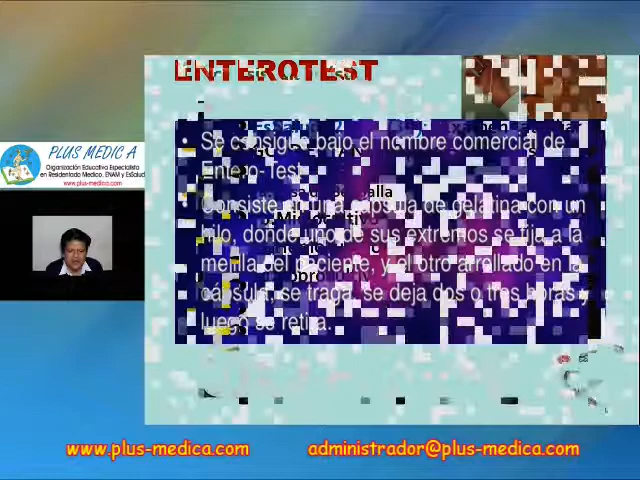 ENTEROTEST
• Se consigue bajo el nombre comercial de
Entero-Test
Consiste en una cápsula de gelatina con un
hilo, donde uno de sus extremos se fija a la
mejilla del paciente, y el otro arrollado en la
cápsula, se traga, se deja dos o tres horas y
luego se retira.
PLUS MEDIC A
Organización Educativa Especialista
en Residentado Medico, ENAM y EsSalud
www.plus-medica.com
www.plus-medica.com administrador@plus-medica.com